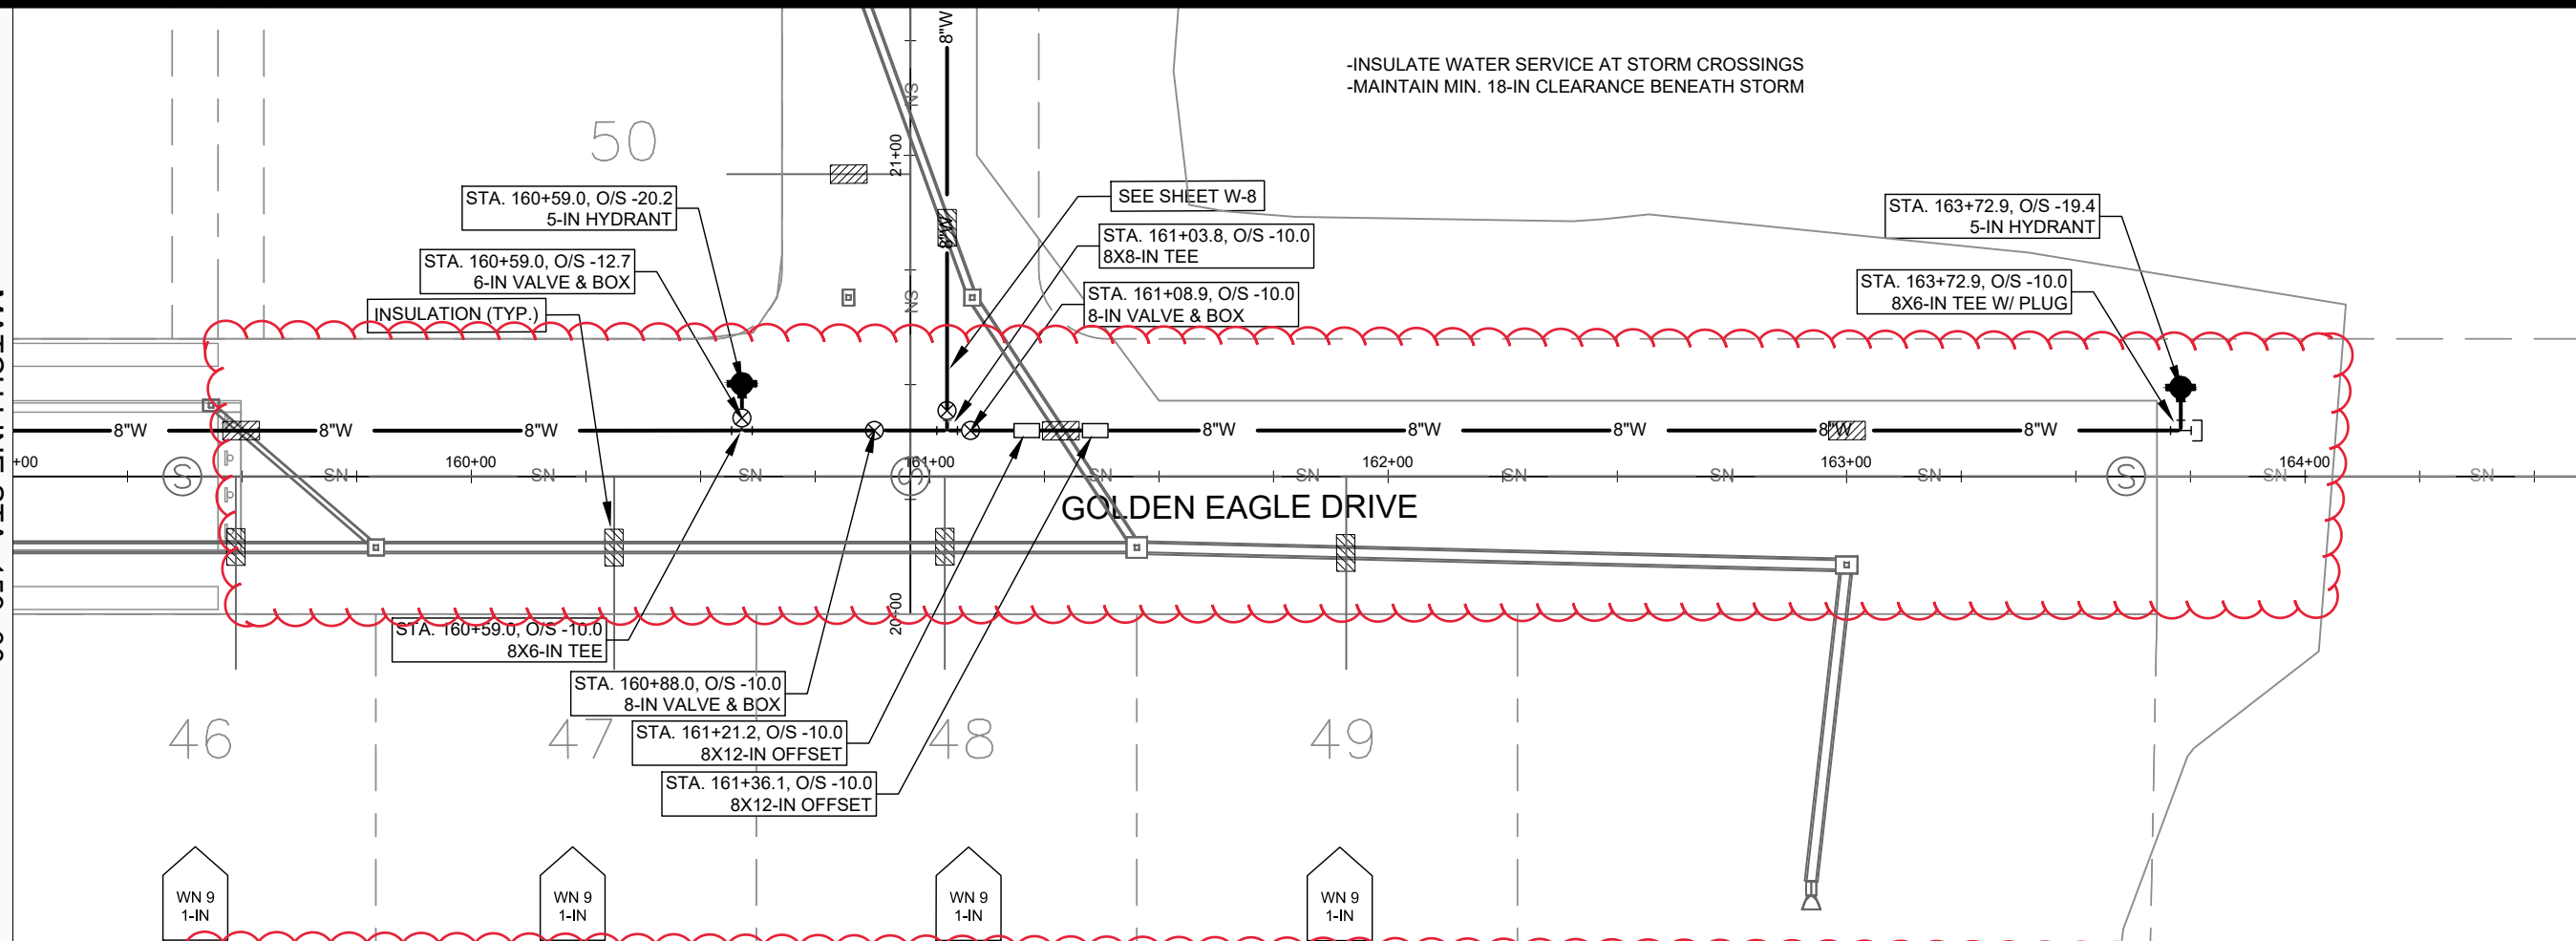 8"W
-INSULATE WATER SERVICE AT STORM CROSSINGS
-MAINTAIN MIN. 18-IN CLEARANCE BENEATH STORM
SN
50
21+00
STA. 160+59.0, O/S -20.2
5-IN HYDRANT
SEE SHEET W-8
STA. 163+72.9, O/S -19.4
5-IN HYDRANT
8"W
STA. 161+03.8, O/S -10.0
8X8-IN TEE
STA. 160+59.0, O/S -12.7
6-IN VALVE & BOX
STA. 163+72.9, O/S -10.0
8X6-IN TEE W/ PLUG
SN
STA. 161+08.9, O/S -10.0
8-IN VALVE & BOX
INSULATION (TYP.)
8"W 8"W 8"W 8"W 8"W 8"W 8"W 8"W
+00 160+00 161+00 162+00 163+00 164+00
S SN SN SN S SN SN SN SN SN S SN SN
GOLDEN EAGLE DRIVE
20+00
STA. 160+59.0, O/S -10.0
8X6-IN TEE
STA. 160+88.0, O/S -10.0
8-IN VALVE & BOX
46 47 48 49
STA. 161+21.2, O/S -10.0
8X12-IN OFFSET
STA. 161+36.1, O/S -10.0
8X12-IN OFFSET
WN 9
1-IN
WN 9
1-IN
WN 9
1-IN
WN 9
1-IN